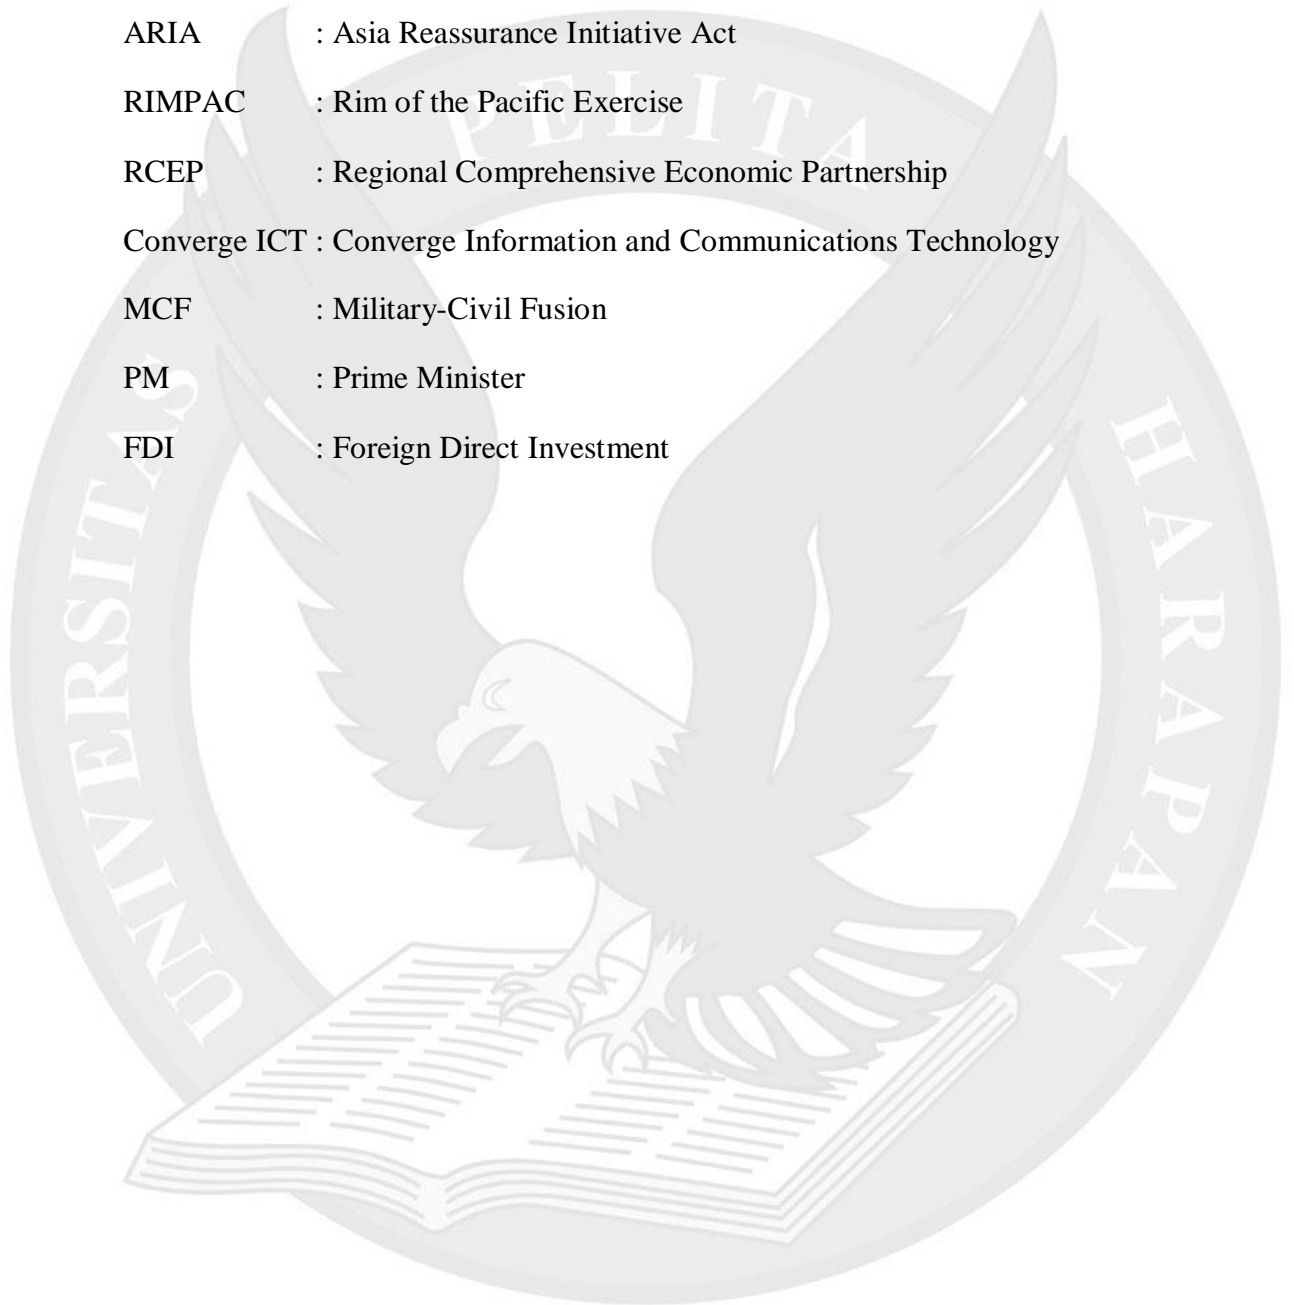 ARIA : Asia Reassurance Initiative Act
RIMPAC : Rim of the Pacific Exercise
RCEP : Regional Comprehensive Economic Partnership
Converge ICT : Converge Information and Communications Technology
MCF : Military-Civil Fusion
PM : Prime Minister
FDI : Foreign Direct Investment
UNIVERSITAS PELITA HARAPAN